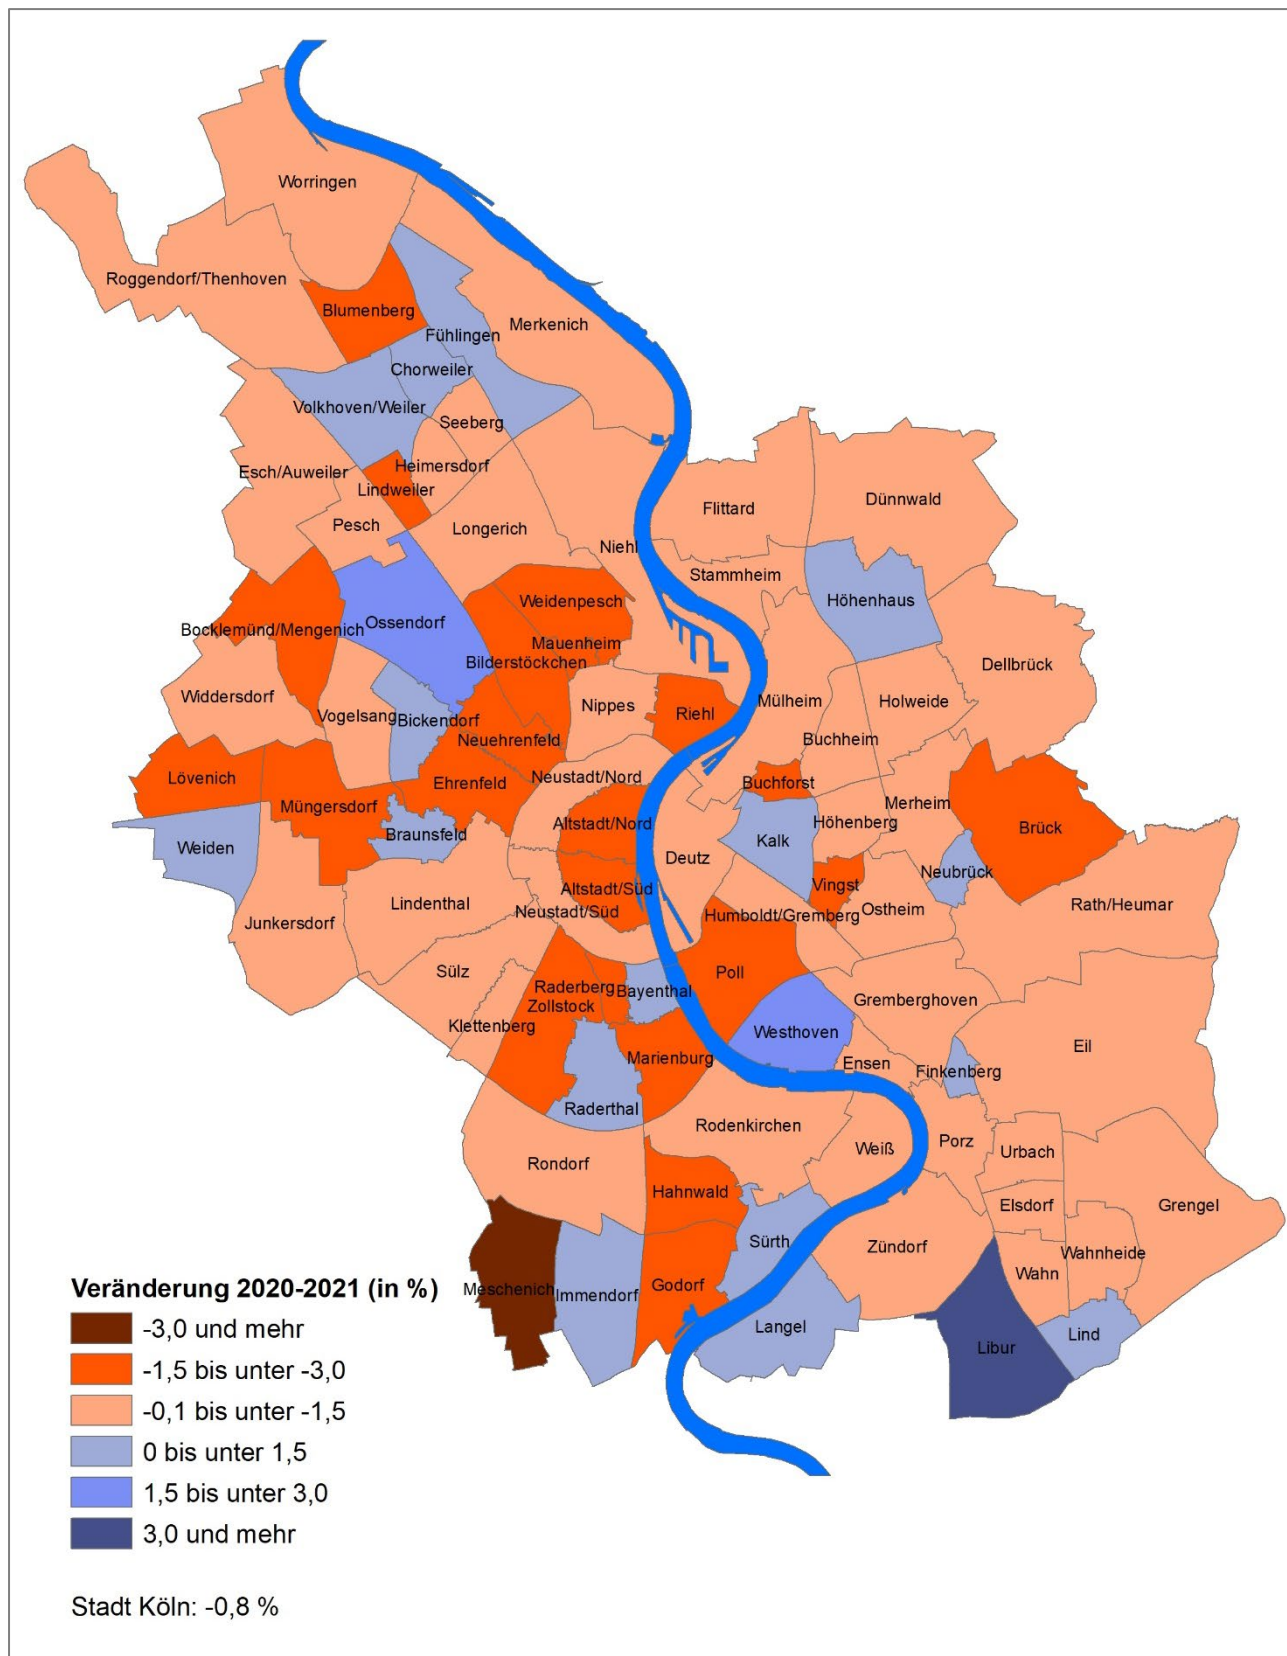 Worringen
Roggendorf/Thenhoven
Blumenberg
Fühlingen
Merkenich
Chorweiler
Volkhoven/Weiler
Seeberg
Heimersdorf
Esch/Auweiler
Lindweiler
Pesch
Longerich
Flittard
Dünnwald
Niehl
Stammheim
Höhenhaus
Weidenpesch
Ossendorf
Bocklemünd/Mengenich
Mauenheim
Bilderstöckchen
Dellbrück
Widdersdorf
Vogelsang
Bickendorf
Nippes
Riehl
Mülheim
Holweide
Neuehrenfeld
Buchheim
Lövenich
Müngersdorf
Ehrenfeld
Neustadt/Nord
Buchforst
Merheim
Altstadt/Nord
Höhenberg
Brück
Weiden
Braunsfeld
Kalk
Deutz
Neubrück
Altstadt/Süd
Vingst
Lindenthal
Ostheim
Rath/Heumar
Junkersdorf
Neustadt/Süd
Humboldt/Gremberg
Sülz
Poll
Raderberg
Bayenthal
Zollstock
Gremberghoven
Klettenberg
Westhoven
Marienburg
Eil
Ensen
Finkenberg
Raderthal
Rodenkirchen
Weiß
Porz
Urbach
Rondorf
Hahnwald
Elsdorf
Grengel
Sürth
Zündorf
Wahnheide
Wahn
Meschenich
Immendorf
Godorf
Langel
Libur
Lind
Veränderung 2020-2021 (in %)
-3,0 und mehr
-1,5 bis unter -3,0
-0,1 bis unter -1,5
0 bis unter 1,5
1,5 bis unter 3,0
3,0 und mehr
Stadt Köln: -0,8 %